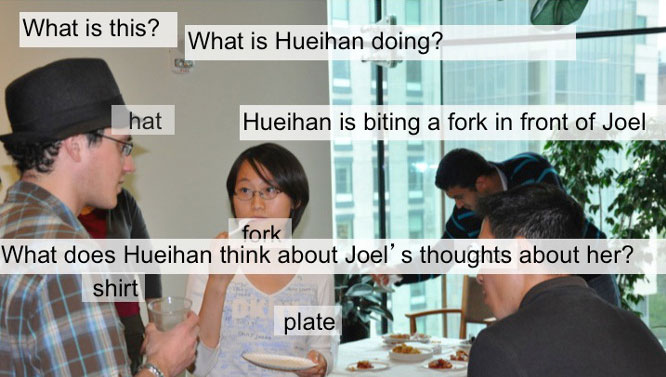 What is this?
What is Hueihan doing?
hat
Hueihan is biting a fork in front of Joel
fork
What does Hueihan think about Joel's thoughts about her?
shirt
plate